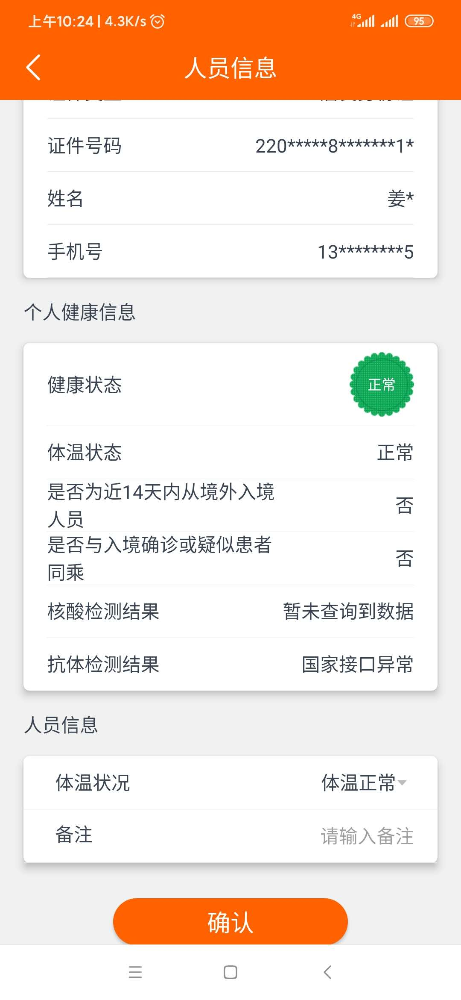 上午10:24 | 4.3K/s
4G
95
人员信息
证件号码
220*****8*******1*
姓名
姜*
手机号
13********5
个人健康信息
健康状态
正常
体温状态
正常
是否为近14天内从境外入境
人员
否
是否与入境确诊或疑似患者
同乘
否
核酸检测结果
暂未查询到数据
抗体检测结果
国家接口异常
人员信息
体温状况
体温正常
备注
请输入备注
确认